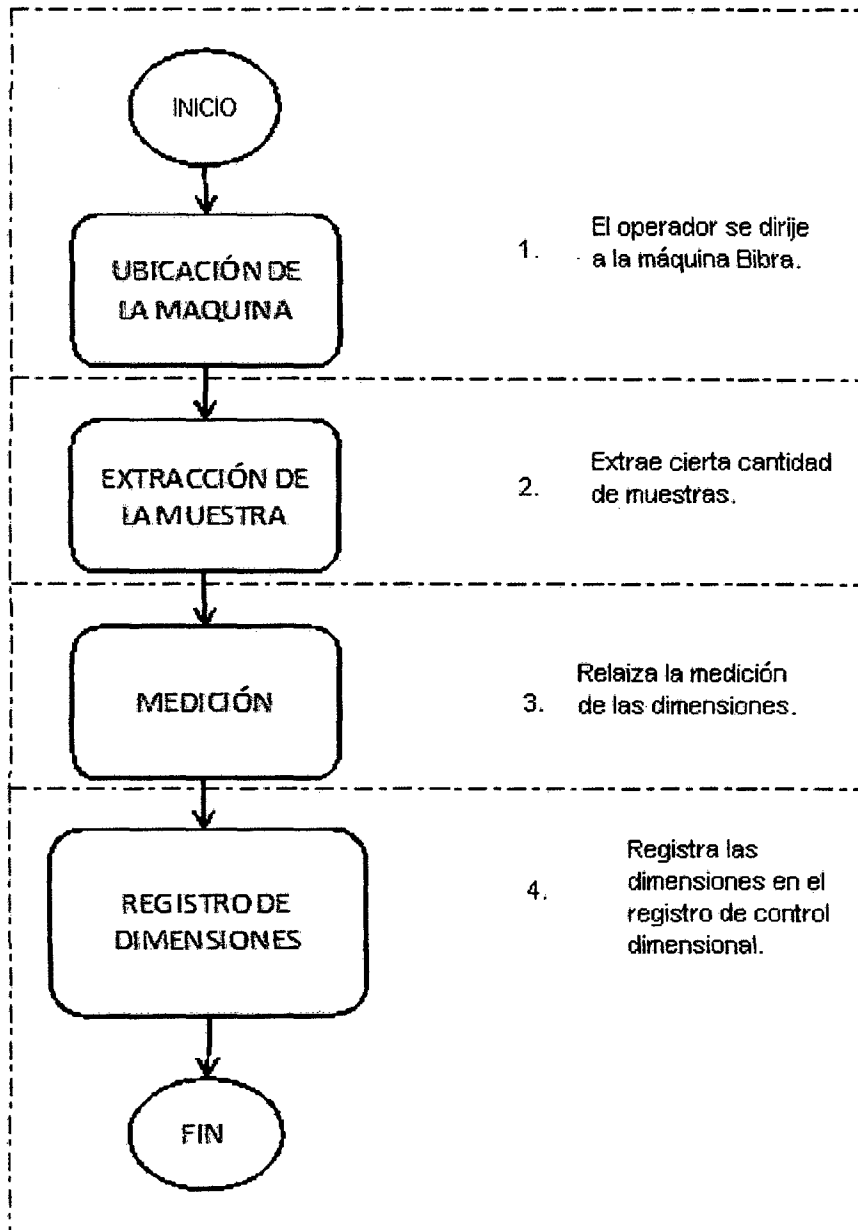 INICIO
UBICACIÓN DE
LA MAQUINA
1.
El operador se dirije
a la máquina Bibra.
EXTRACCIÓN DE
LA MUESTRA
2.
Extrae cierta cantidad
de muestras.
MEDICIÓN
3.
Relaiza la medición
de las dimensiones.
REGISTRO DE
DIMENSIONES
4.
Registra las
dimensiones en el
registro de control
dimensional.
FIN